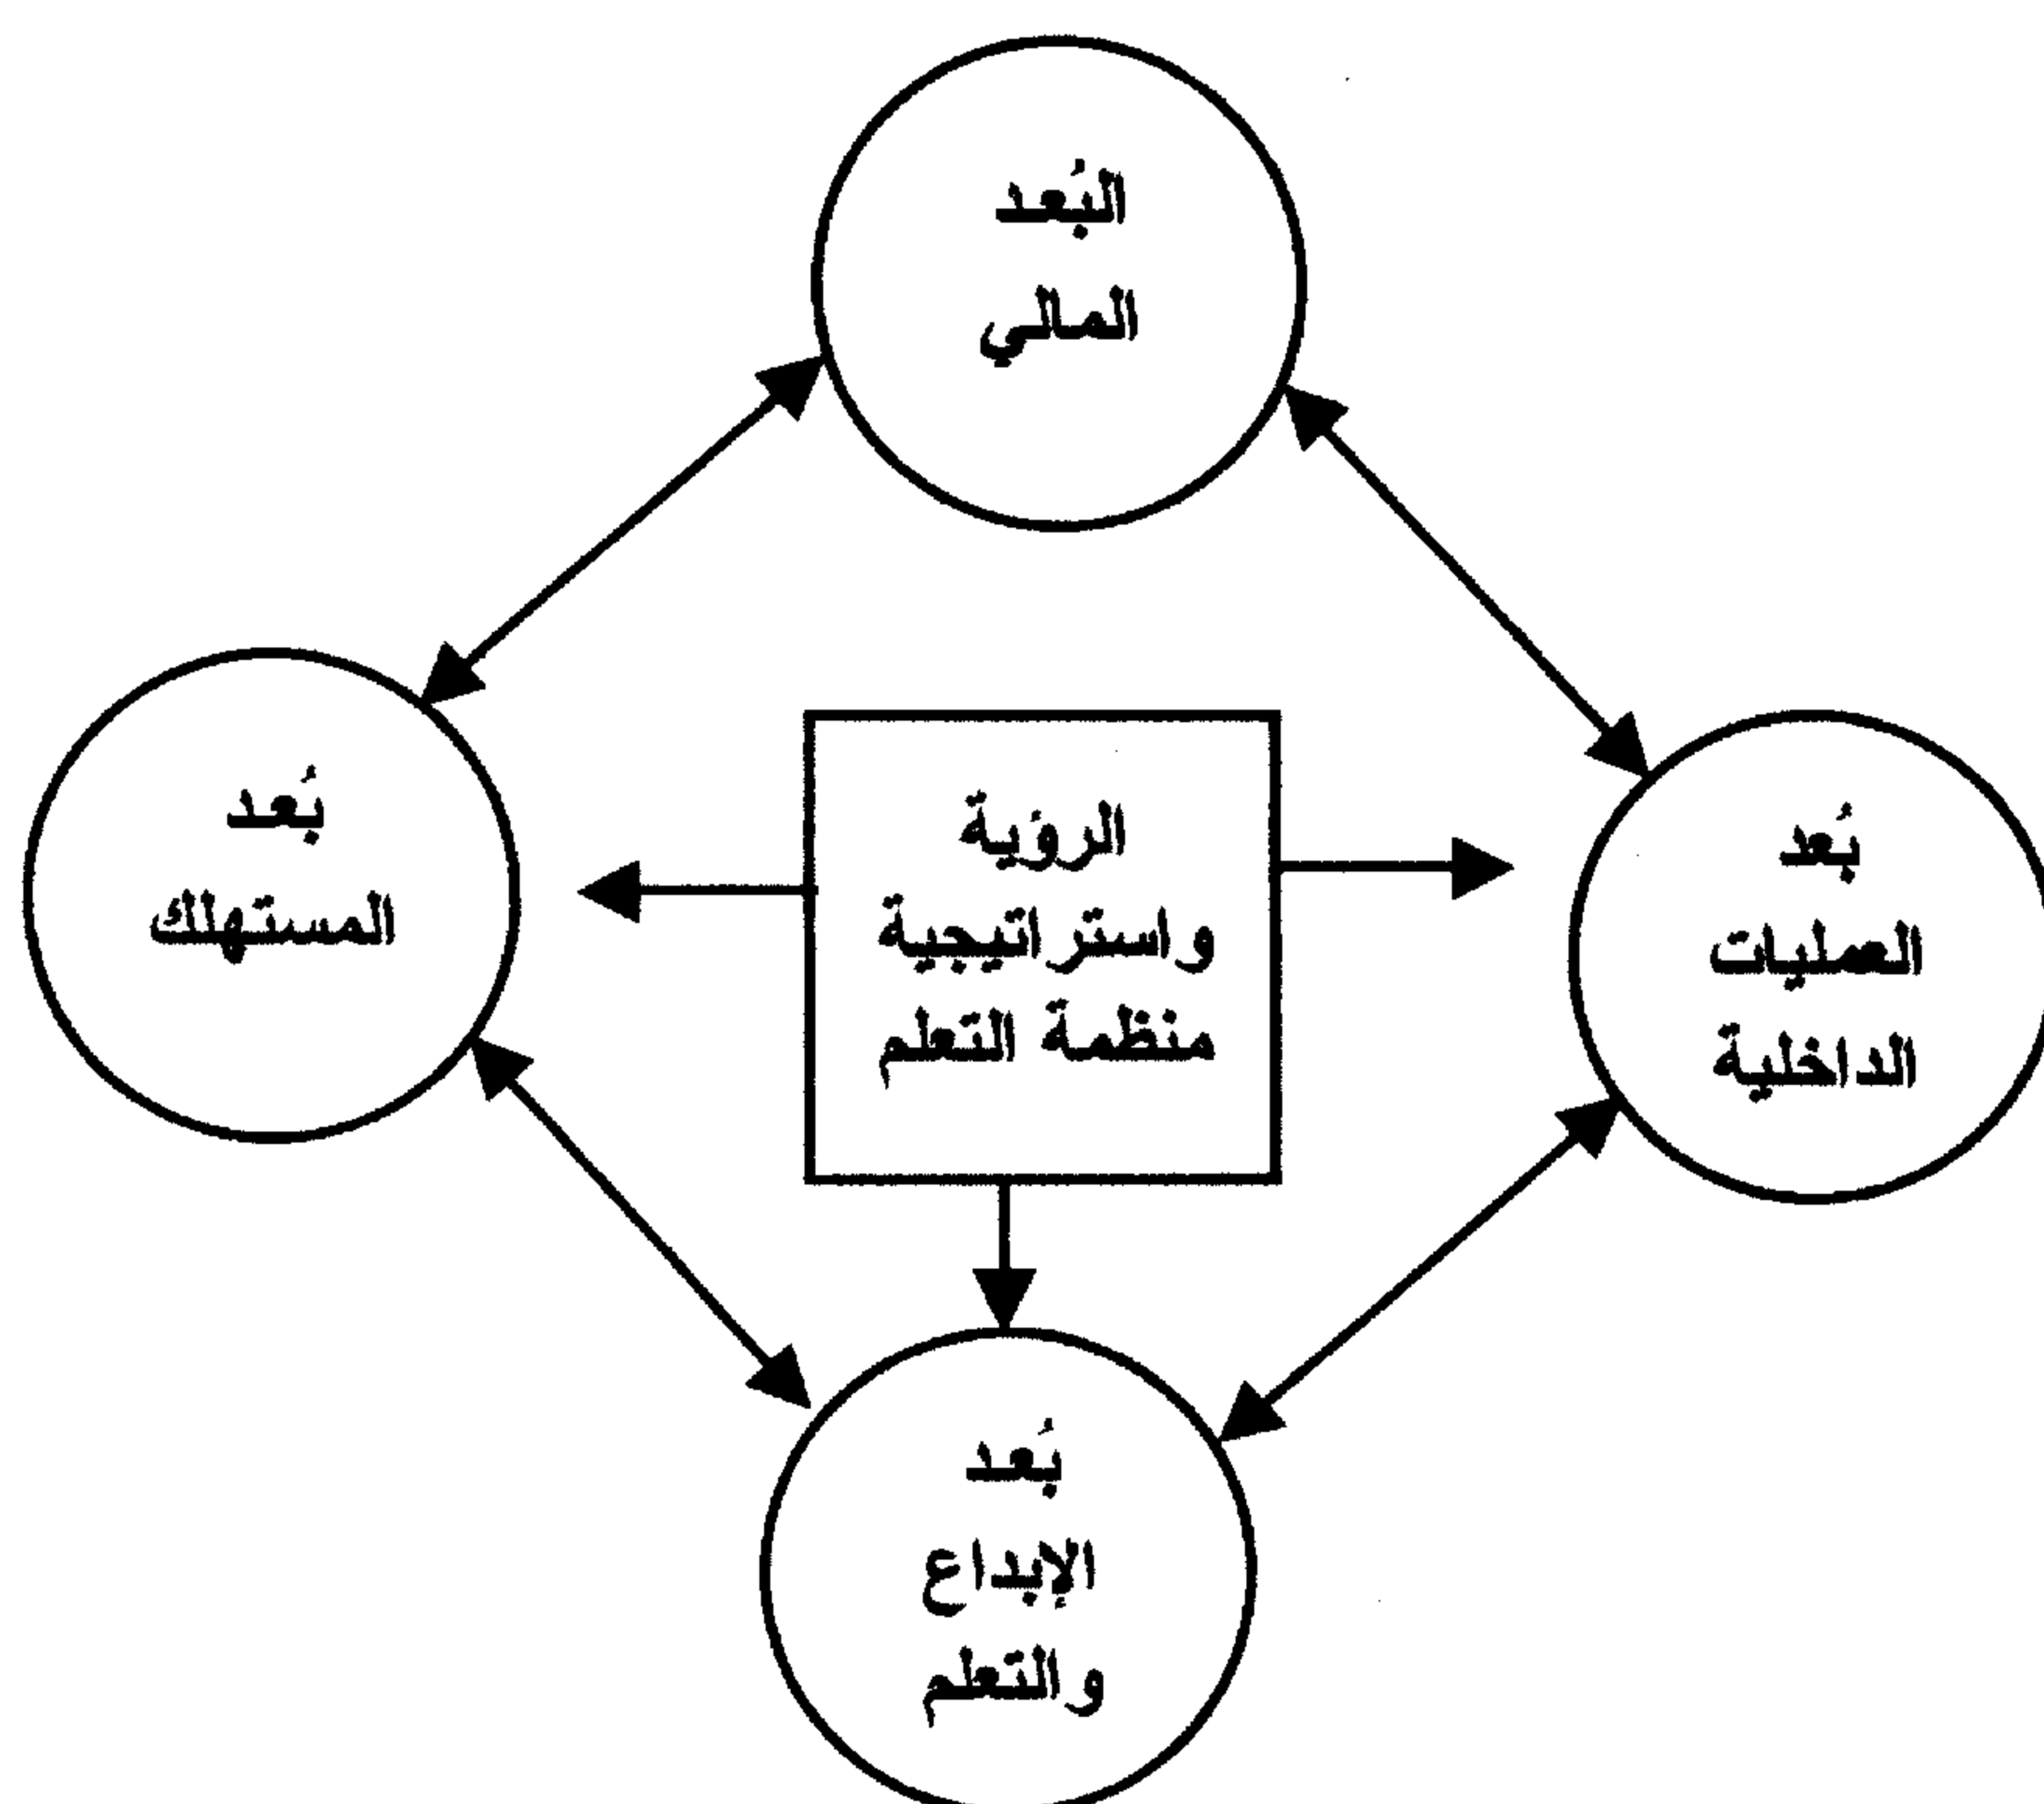 البُعد
المالي
بُعد
العمليات
الداخلية
الرؤية
واستراتيجية
منظمة التعلم
بُعد
المستهلك
بُعد
الإبداع
والتعلم